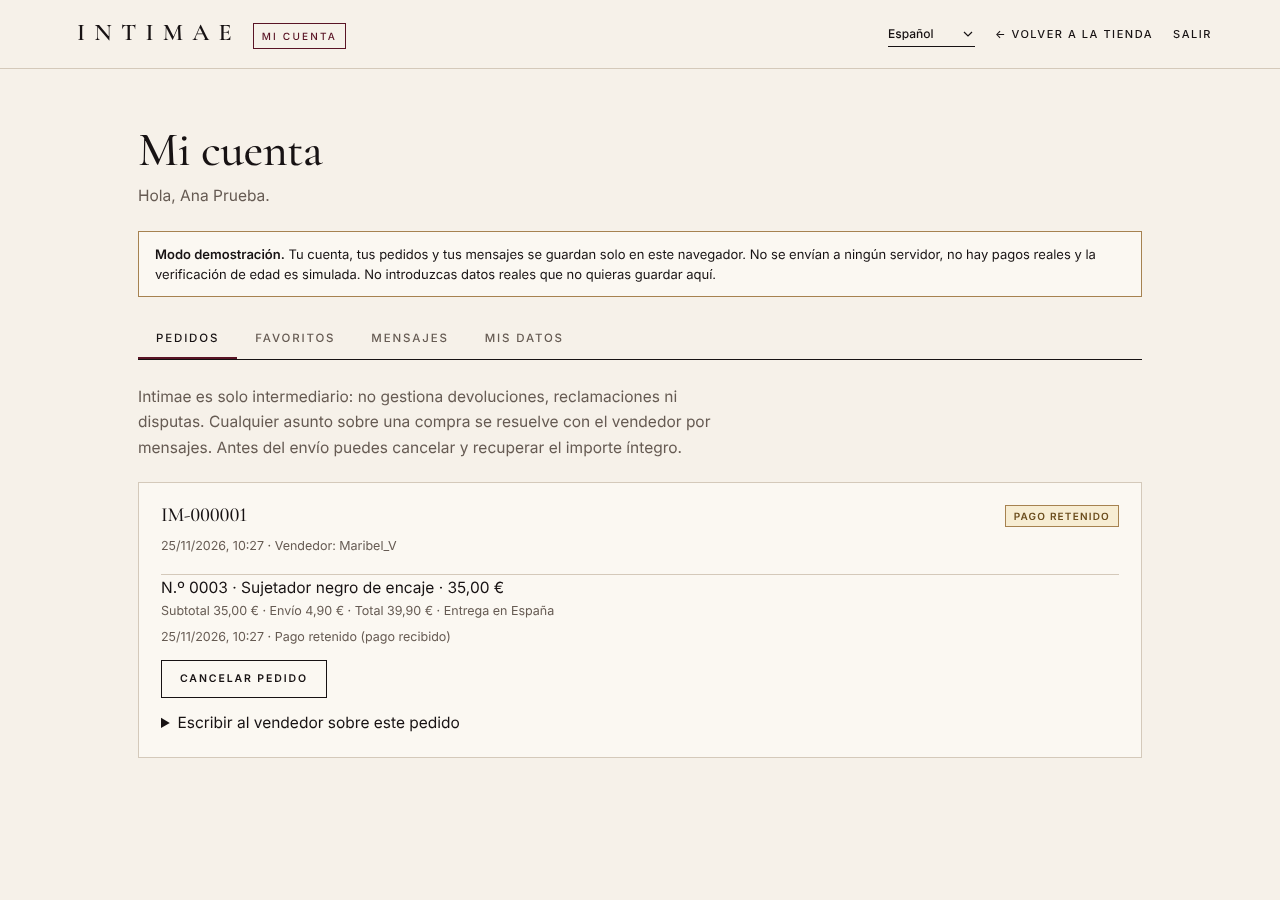 INTIMAE
MI CUENTA
Español
← VOLVER A LA TIENDA
SALIR
Mi cuenta
Hola, Ana Prueba.
Modo demostración. Tu cuenta, tus pedidos y tus mensajes se guardan solo en este navegador. No se envían a ningún servidor, no hay pagos reales y la
verificación de edad es simulada. No introduzcas datos reales que no quieras guardar aquí.
PEDIDOS
FAVORITOS
MENSAJES
MIS DATOS
Intimae es solo intermediario: no gestiona devoluciones, reclamaciones ni
disputas. Cualquier asunto sobre una compra se resuelve con el vendedor por
mensajes. Antes del envío puedes cancelar y recuperar el importe íntegro.
IM-000001
PAGO RETENIDO
25/11/2026, 10:27 · Vendedor: Maribel_V
N.º 0003 · Sujetador negro de encaje · 35,00 €
Subtotal 35,00 € · Envío 4,90 € · Total 39,90 € · Entrega en España
25/11/2026, 10:27 · Pago retenido (pago recibido)
CANCELAR PEDIDO
▶ Escribir al vendedor sobre este pedido